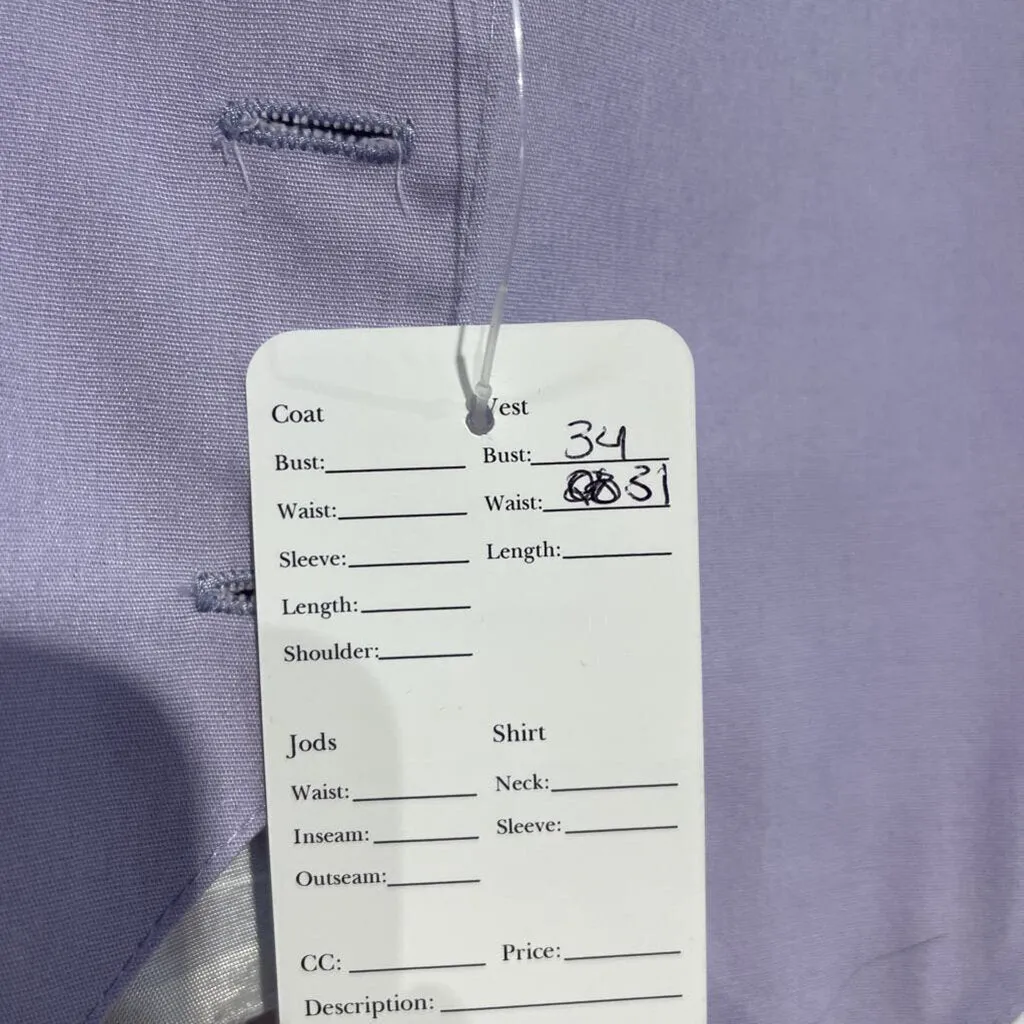 Coat
Bust:
Waist:
Sleeve:
Length:
Shoulder:
Vest
Bust: 34
Waist: 31
Length:
Jods
Waist:
Inseam:
Outseam:
Shirt
Neck:
Sleeve:
CC:
Price:
Description: